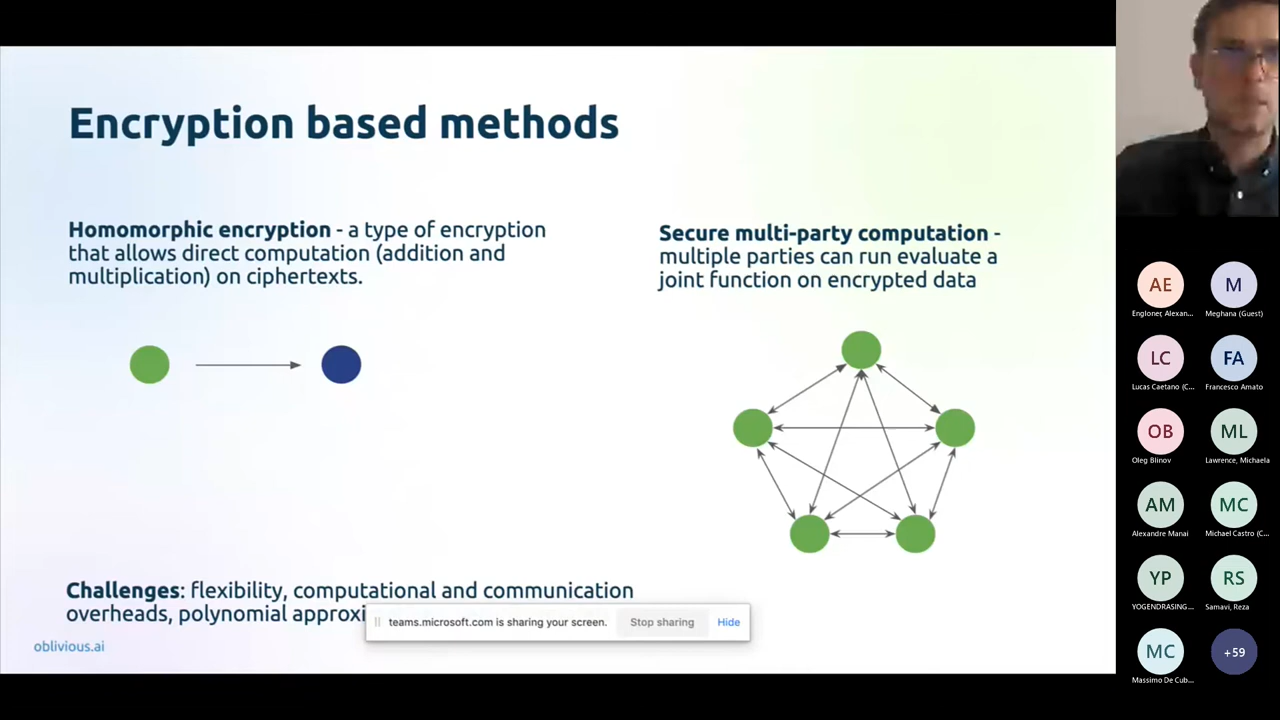 Encryption based methods
Homomorphic encryption - a type of encryption
that allows direct computation (addition and
multiplication) on ciphertexts.
Secure multi-party computation -
multiple parties can run evaluate a
joint function on encrypted data
Challenges: flexibility, computational and communication
overheads, polynomial
teams.microsoft.com is sharing your screen.
Stop sharing
Hide
oblivious.ai
AE
Engloner, Alexan...
M
Meghana (Guest)
LC
Lucas Caetano (C...
FA
Francesco Amato
OB
Oleg Blinov
ML
Lawrence, Michaela
AM
Alexandre Manai
MC
Michael Castro (C...
YP
YOGENDRASING...
RS
Samavi, Reza
MC
Massimo De Cub...
+59